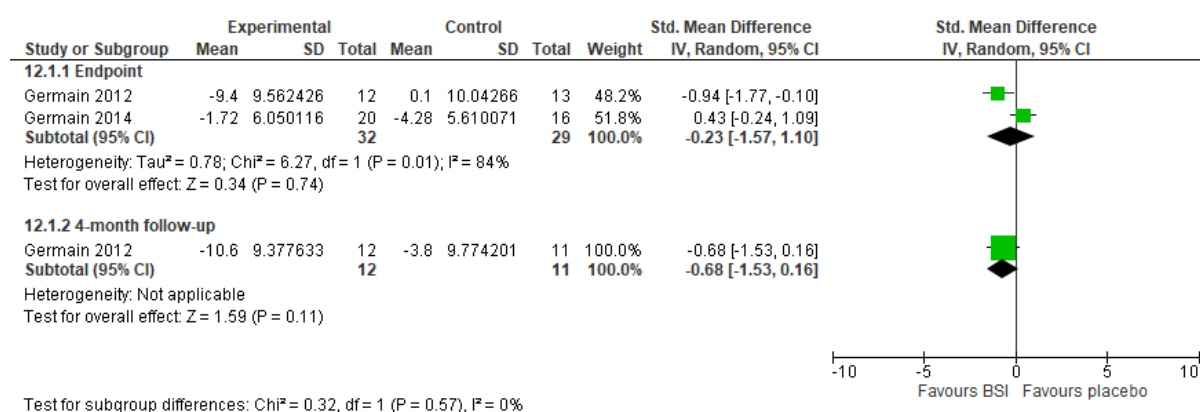 Experimental Control Std. Mean Difference Std. Mean Difference
Study or Subgroup Mean SD Total Mean SD Total Weight IV, Random, 95% CI IV, Random, 95% CI
12.1.1 Endpoint
Germain 2012 -9.4 9.562426 12 0.1 10.04266 13 48.2% -0.94 [-1.77, -0.10]
Germain 2014 -1.72 6.050116 20 -4.28 5.610071 16 51.8% 0.43 [-0.24, 1.09]
Subtotal (95% CI) 32 29 100.0% -0.23 [-1.57, 1.10]
Heterogeneity: Tau² = 0.78; Chi² = 6.27, df = 1 (P = 0.01); I² = 84%
Test for overall effect: Z = 0.34 (P = 0.74)
12.1.2 4-month follow-up
Germain 2012 -10.6 9.377633 12 -3.8 9.774201 11 100.0% -0.68 [-1.53, 0.16]
Subtotal (95% CI) 12 11 100.0% -0.68 [-1.53, 0.16]
Heterogeneity: Not applicable
Test for overall effect: Z = 1.59 (P = 0.11)
-10 -5 0 5 10
Favours BSI Favours placebo
Test for subgroup differences: Chi² = 0.32, df = 1 (P = 0.57), I² = 0%